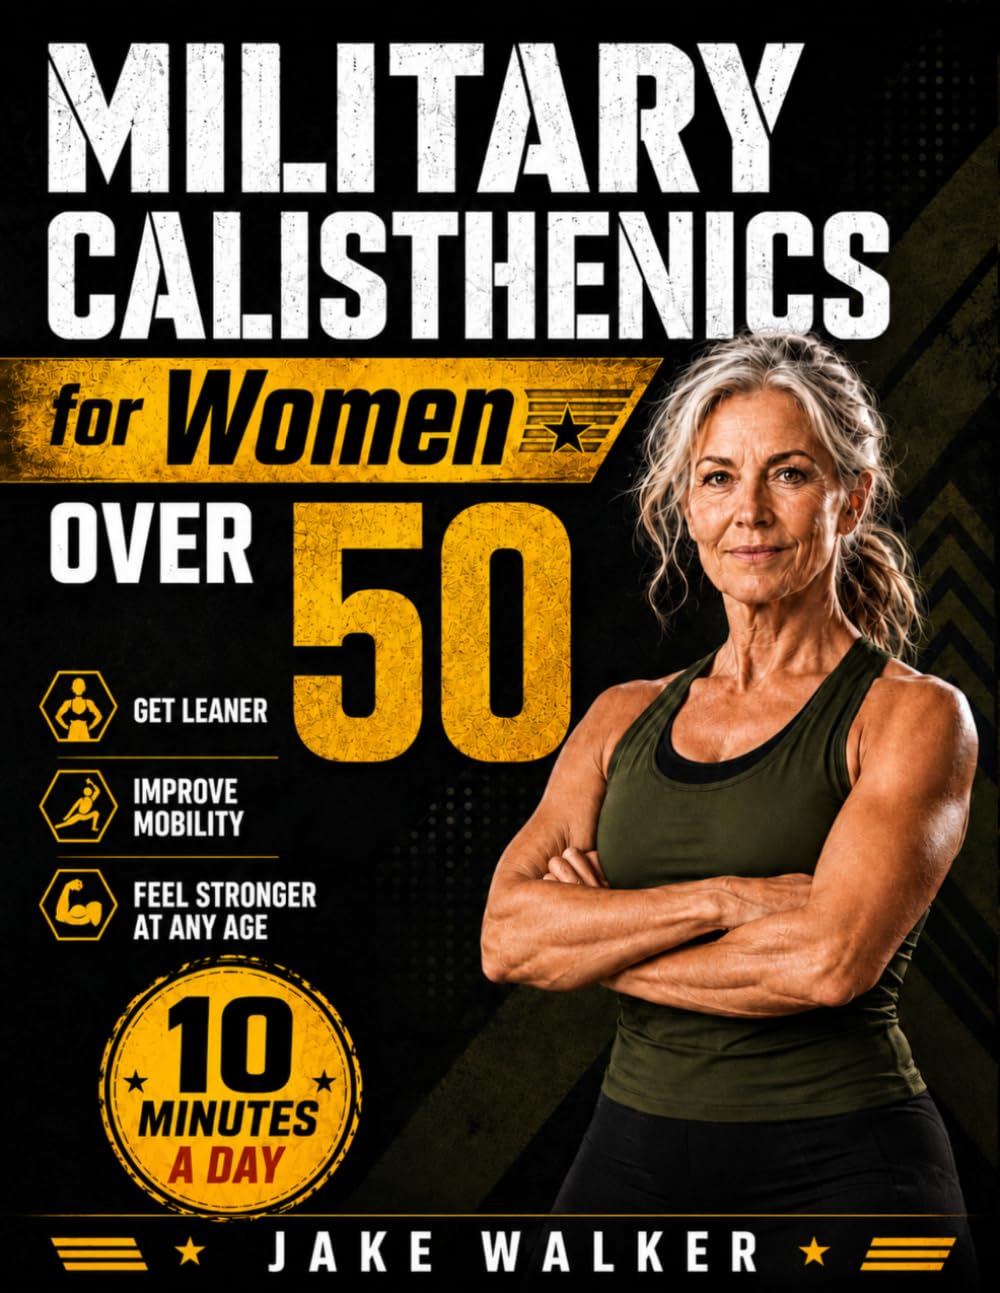 MILITARY
CALISTHENICS
for Women
OVER 50
GET LEANER
IMPROVE
MOBILITY
FEEL STRONGER
AT ANY AGE
10
MINUTES
A DAY
JAKE WALKER